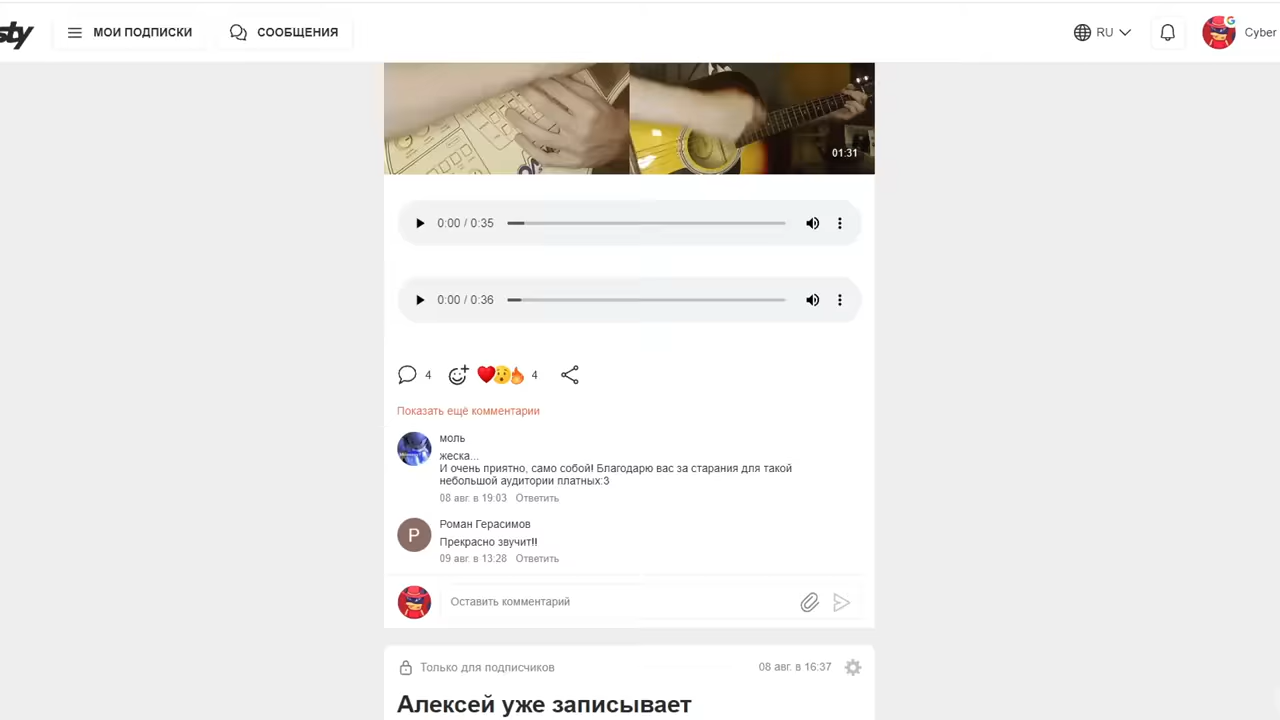 sty
МОИ ПОДПИСКИ
СООБЩЕНИЯ
RU
Cyber
01:31
0:00 / 0:35
0:00 / 0:36
4
4
Показать ещё комментарии
моль
жеска...
И очень приятно, само собой! Благодарю вас за старания для такой
небольшой аудитории платных:3
08 авг. в 19:03 Ответить
Р
Роман Герасимов
Прекрасно звучит!!
09 авг. в 13:28 Ответить
Оставить комментарий
Только для подписчиков
08 авг. в 16:37
Алексей уже записывает